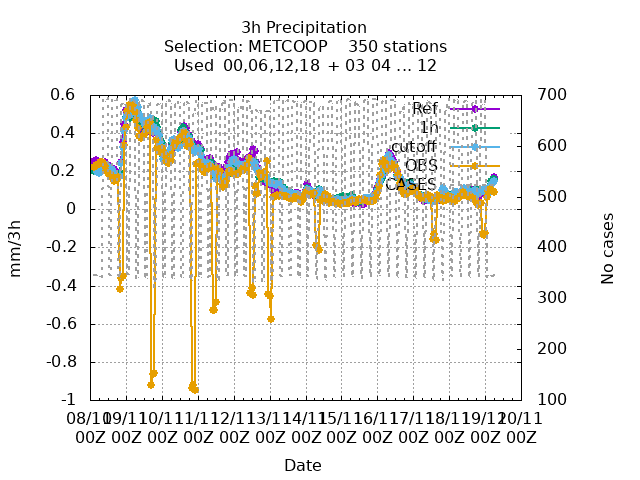 3h Precipitation
Selection: METCOOP 350 stations
Used 00,06,12,18 + 03 04 ... 12
0.6
0.4
0.2
0
-0.2
-0.4
-0.6
-0.8
-1
mm/3h
700
600
500
400
300
200
100
No cases
Ref
1h
cutoff
OBS
CASES
08/11 09/11 10/11 11/11 12/11 13/11 14/11 15/11 16/11 17/11 18/11 19/11 20/11
00Z 00Z 00Z 00Z 00Z 00Z 00Z 00Z 00Z 00Z 00Z 00Z 00Z
Date